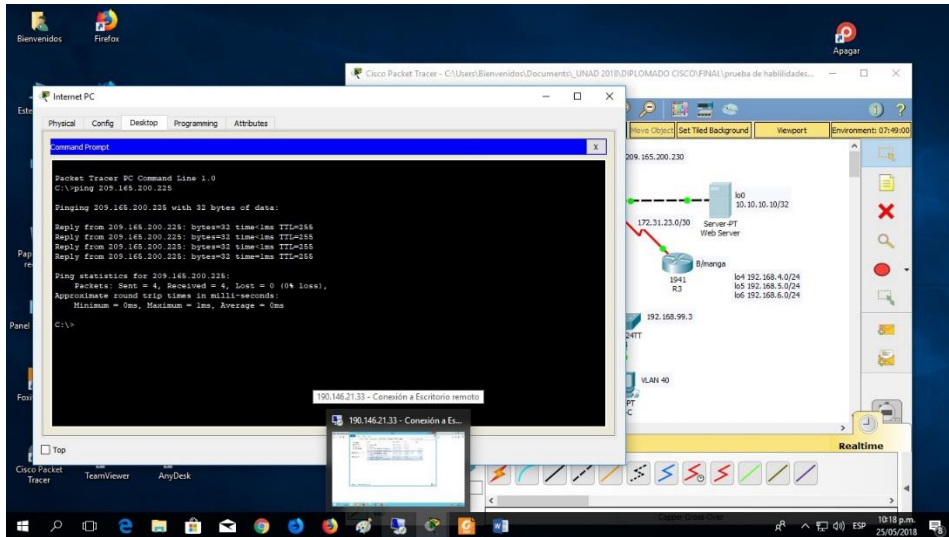 Bienvenidos
Firefox
Apagar
Cisco Packet Tracer - C:\Users\Bienvenidos\Documents\_UNAD 2018\DIPLOMADO CISCO\FINAL\prueba de hablilidades...
Internet PC
Physical Config Desktop Programming Attributes
Move Object Set Tiled Background Viewport Environment: 07:49:00
Command Prompt X
Packet Tracer PC Command Line 1.0
C:\>ping 209.165.200.225
Pinging 209.165.200.225 with 32 bytes of data:
Reply from 209.165.200.225: bytes=32 time<1ms TTL=255
Reply from 209.165.200.225: bytes=32 time<1ms TTL=255
Reply from 209.165.200.225: bytes=32 time<1ms TTL=255
Reply from 209.165.200.225: bytes=32 time=1ms TTL=255
Ping statistics for 209.165.200.225:
Packets: Sent = 4, Received = 4, Lost = 0 (0% loss),
Approximate round trip times in milli-seconds:
Minimum = 0ms, Maximum = 1ms, Average = 0ms
C:\>
209.165.200.230
lo0
10.10.10.10/32
172.31.23.0/30
Server-PT
Web Server
B/manga
1941
R3
lo4 192.168.4.0/24
lo5 192.168.5.0/24
lo6 192.168.6.0/24
192.168.99.3
24TT
VLAN 40
PT
Panel
190.146.21.33 - Conexión a Escritorio remoto
190.146.21.33 - Conexión a Es...
Top
Realtime
Cisco Packet
Tracer
TeamViewer
AnyDesk
Copper Cross-Over
ESP
10:18 p.m.
25/05/2018